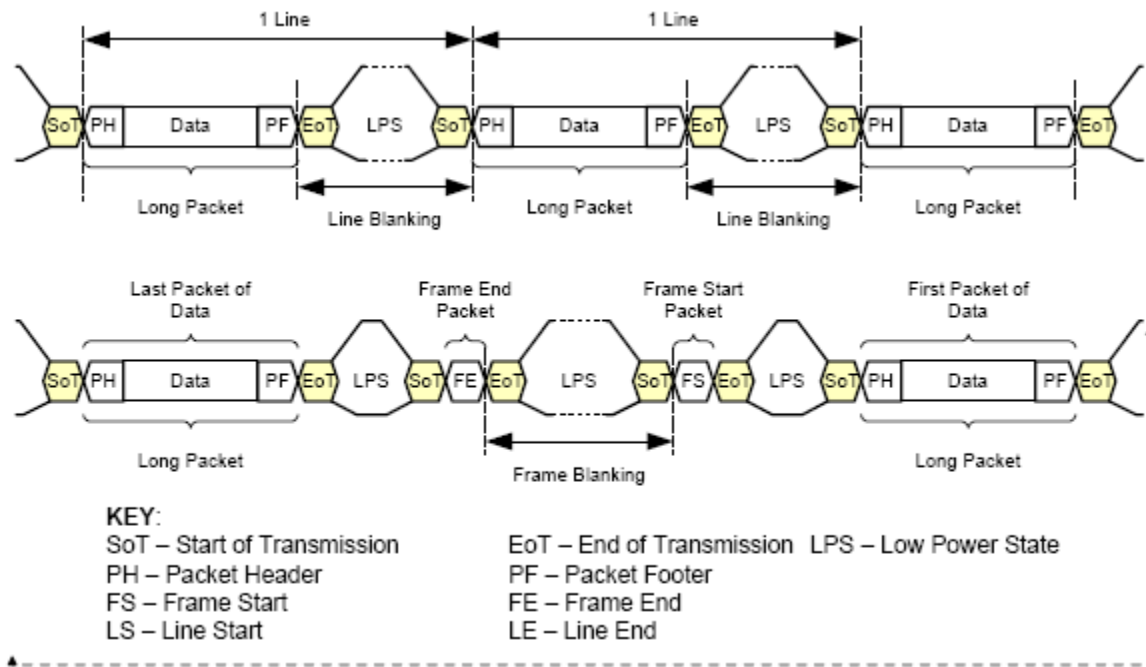 1 Line 1 Line
SoT PH Data PF EoT LPS SoT PH Data PF EoT LPS SoT PH Data PF EoT
Long Packet Line Blanking Long Packet Line Blanking Long Packet
Last Packet of Data Frame End Packet Frame Start Packet First Packet of Data
SoT PH Data PF EoT LPS SoT FE EoT LPS SoT FS EoT LPS SoT PH Data PF EoT
Long Packet Frame Blanking Long Packet
KEY:
SoT – Start of Transmission EoT – End of Transmission LPS – Low Power State
PH – Packet Header PF – Packet Footer
FS – Frame Start FE – Frame End
LS – Line Start LE – Line End